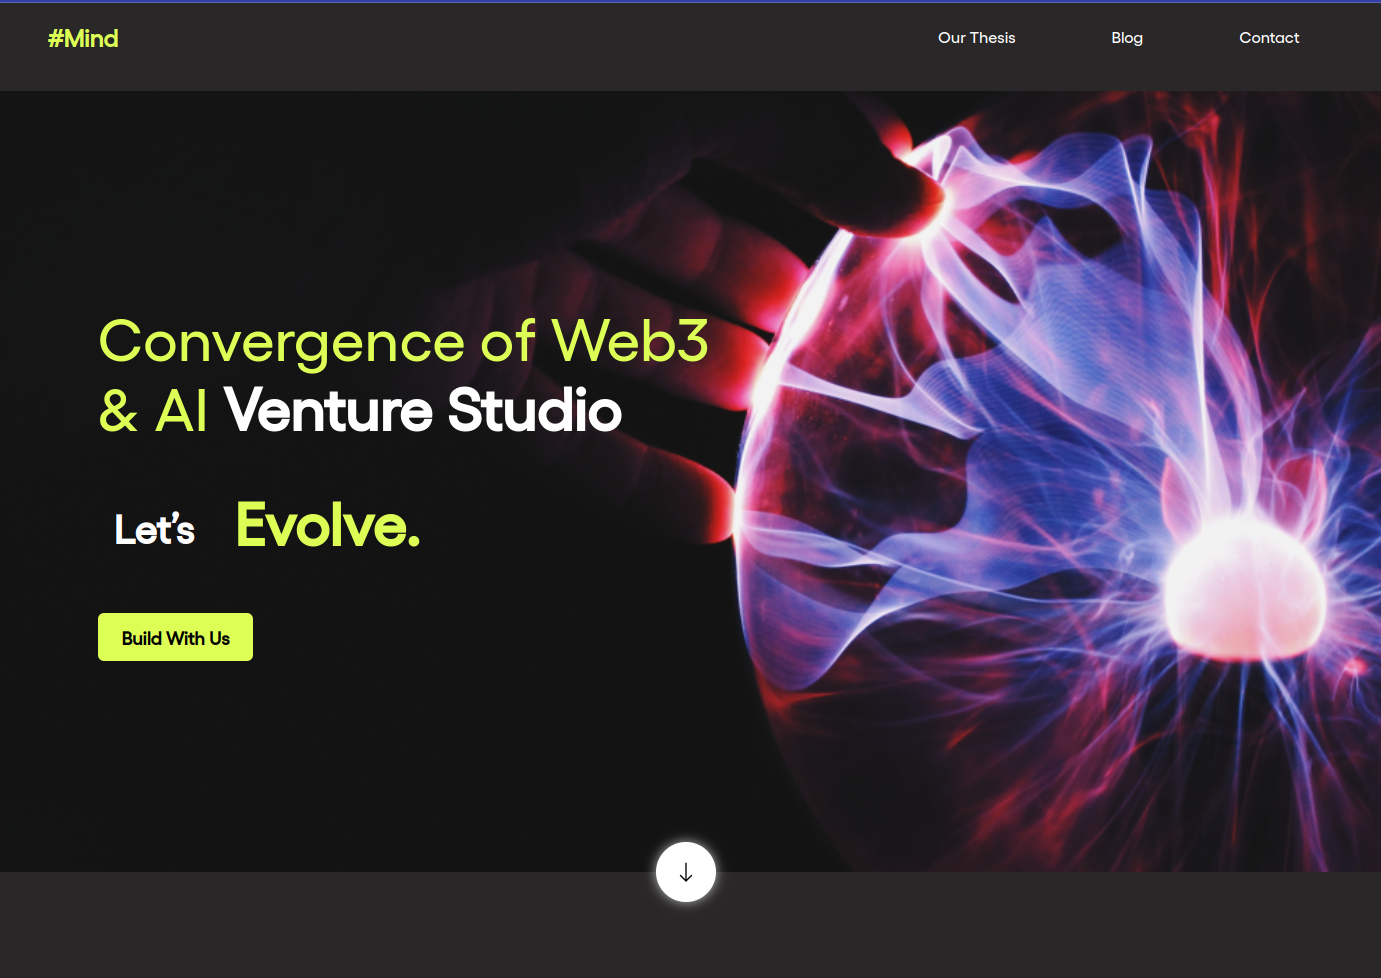 #Mind
Our Thesis
Blog
Contact
Convergence of Web3
& AI Venture Studio
Let’s Evolve.
Build With Us